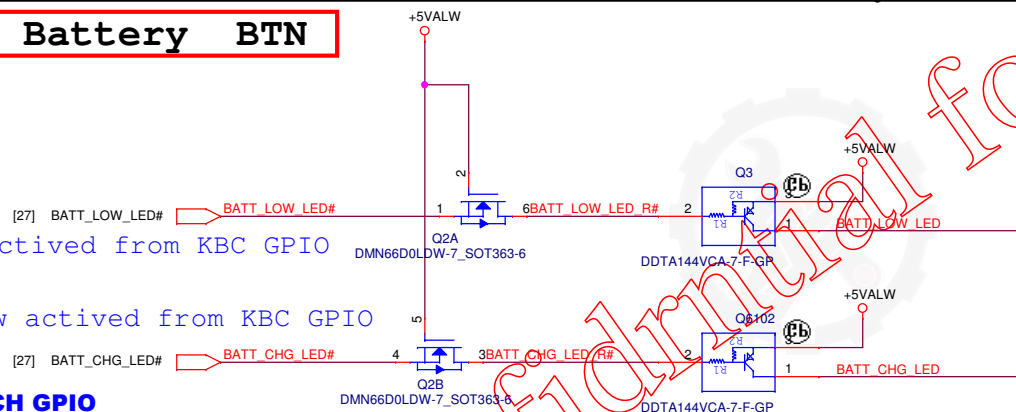 +5VALW
Battery BTN
2
Q3
+5VALW
R2
3
[27] BATT_LOW_LED#
BATT_LOW_LED#
1
6
BATT_LOW_LED_R#
2
R1
1
BATT_LOW_LED
Q2A
DMN66D0LDW-7_SOT363-6
DDTA144VCA-7-F-GP
actived from KBC GPIO
+5VALW
w actived from KBC GPIO
5
Q6102
R2
3
[27] BATT_CHG_LED#
BATT_CHG_LED#
4
3
BATT_CHG_LED_R#
2
R1
1
BATT_CHG_LED
Q2B
DMN66D0LDW-7_SOT363-6
DDTA144VCA-7-F-GP
CH GPIO